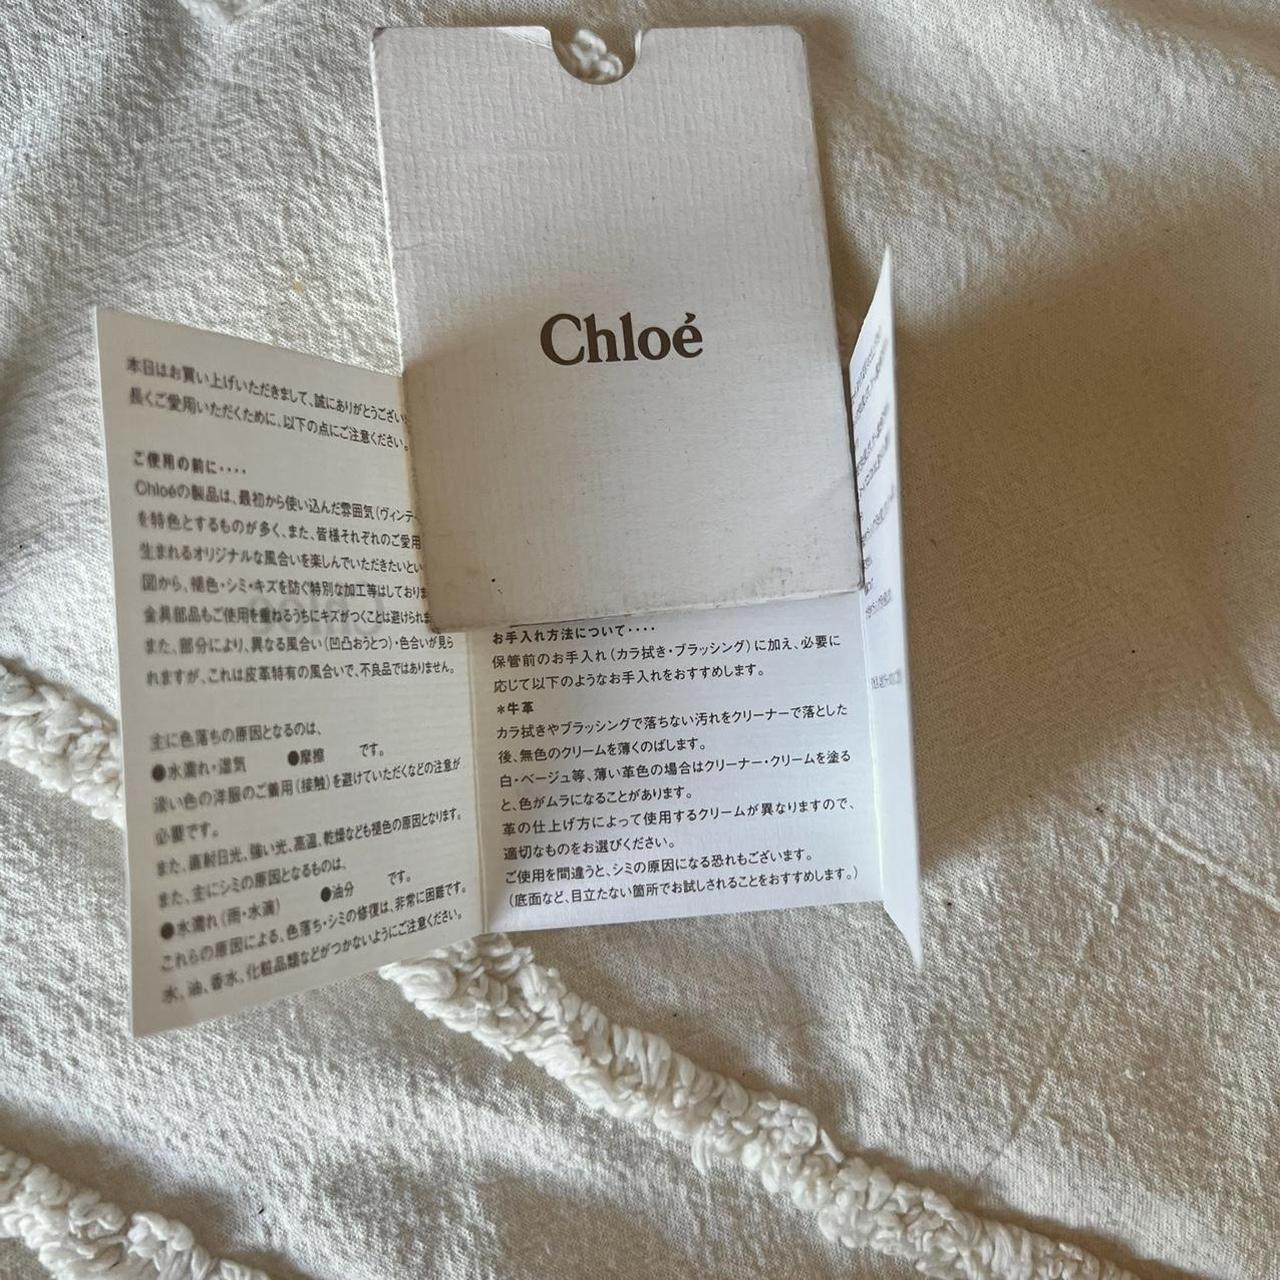 Chloé
本日はお買い上げいただきまして、誠にありがとうござい
長くご愛用いただくために、以下の点にご注意ください。
ご使用の前に‥‥
Chloéの製品は、最初から使い込んだ雰囲気（ヴィンテー
を特色とするものが多く、また、皆様それぞれのご愛用
生まれるオリジナルな風合いを楽しんでいただきたいとい
図から、褪色・シミ・キズを防ぐ特別な加工等はしておりま
金具部品もご使用を重ねるうちにキズがつくことは避けられま
また、部分により、異なる風合い（凹凸おうとつ）・色合いが見ら
れますが、これは皮革特有の風合いで、不良品ではありません。
主に色落ちの原因となるのは、
●水濡れ・湿気 ●摩擦 です。
濃い色の洋服のご着用（接触）を避けていただくなどの注意が
必要です。
また、直射日光、強い光、高温、乾燥なども褪色の原因となります。
また、主にシミの原因となるものは、
●水濡れ（雨・水滴） ●油分 です。
これらの原因による、色落ち・シミの修復は、非常に困難です。
水、油、香水、化粧品類などがつかないようにご注意ください。
お手入れ方法について‥‥
保管前のお手入れ（カラ拭き・ブラッシング）に加え、必要に
応じて以下のようなお手入れをおすすめします。
＊牛革
カラ拭きやブラッシングで落ちない汚れをクリーナーで落とした
後、無色のクリームを薄くのばします。
白・ベージュ等、薄い革色の場合はクリーナー・クリームを塗る
と、色がムラになることがあります。
革の仕上げ方によって使用するクリームが異なりますので、
適切なものをお選びください。
ご使用を間違うと、シミの原因になる恐れもございます。
（底面など、目立たない箇所でお試しされることをおすすめします。）